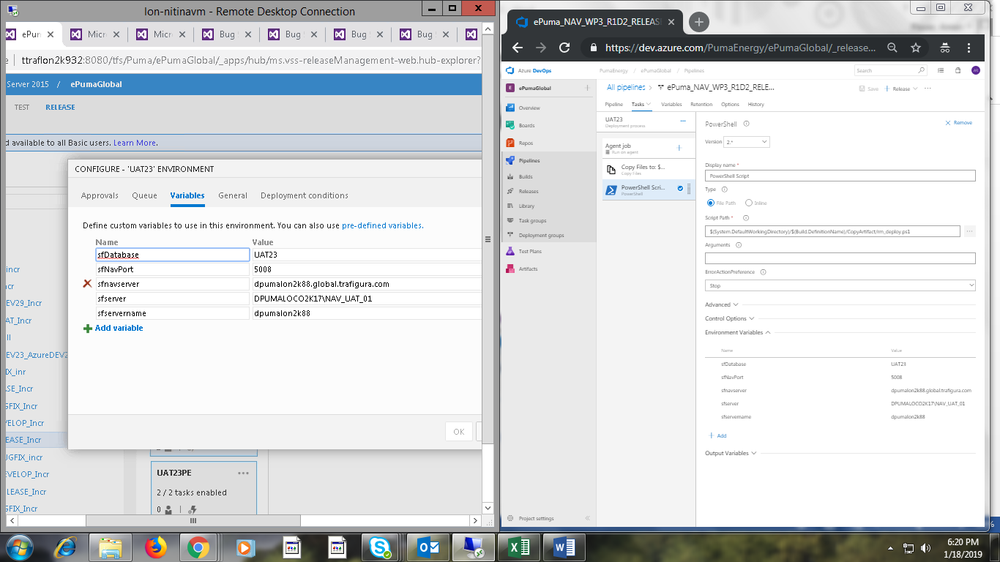 lon-nitinavm - Remote Desktop Connection
ePun
Micro
Micro
Bug
Bug
Bug
Bug
ttraflon2k932:8080/tfs/Puma/ePumaGlobal/_apps/hub/ms.vss-releaseManagement-web.hub-explorer?
Server 2015 / ePumaGlobal
TEST RELEASE
d available to all Basic users. Learn More.
CONFIGURE - 'UAT23' ENVIRONMENT
Approvals Queue Variables General Deployment conditions
Define custom variables to use in this environment. You can also use pre-defined variables.
Name Value
sfDatabase UAT23
sfNavPort 5008
sfnavserver dpumalon2k88.global.trafigura.com
sfserver DPUMALOCO2K17\NAV_UAT_01
sfservername dpumalon2k88
Add variable
OK
incr
cr
EV29_Incr
AT_Incr
ll
EV23_AzureDEV2
IX_inr
ASE_Incr
GFIX_Incr
VELOP_Incr
EASE_Incr
UGFIX_incr
EVELOP_Incr
LEASE_Incr
GFIX_Incr
UAT23PE
2 / 2 tasks enabled
0
ePuma_NAV_WP3_R1D2_RELEASE
https://dev.azure.com/PumaEnergy/ePumaGlobal/_release...
Azure DevOps
PumaEnergy / ePumaGlobal / Pipelines
Search
AR
E ePumaGlobal
Overview
Boards
Repos
Pipelines
Builds
Releases
Library
Task groups
Deployment groups
Test Plans
Artifacts
Project settings
All pipelines > ePuma_NAV_WP3_R1D2_RELE...
Save Release
Pipeline Tasks Variables Retention Options History
UAT23
Deployment process
Agent job
Run on agent
Copy Files to: $...
Copy Files
PowerShell Scri...
PowerShell
PowerShell
Remove
Version 2.*
Display name *
PowerShell Script
Type
File Path Inline
Script Path *
$(System.DefaultWorkingDirectory)/$(Build.DefinitionName)/CopyArtifact/rm_deploy.ps1
Arguments
ErrorActionPreference
Stop
Advanced
Control Options
Environment Variables
Name Value
sfDatabase UAT23
sfNavPort 5008
sfnavserver dpumalon2k88.global.trafigura.com
sfserver DPUMALOCO2K17\NAV_UAT_01
sfservername dpumalon2k88
Add
Output Variables
6:20 PM
1/18/2019